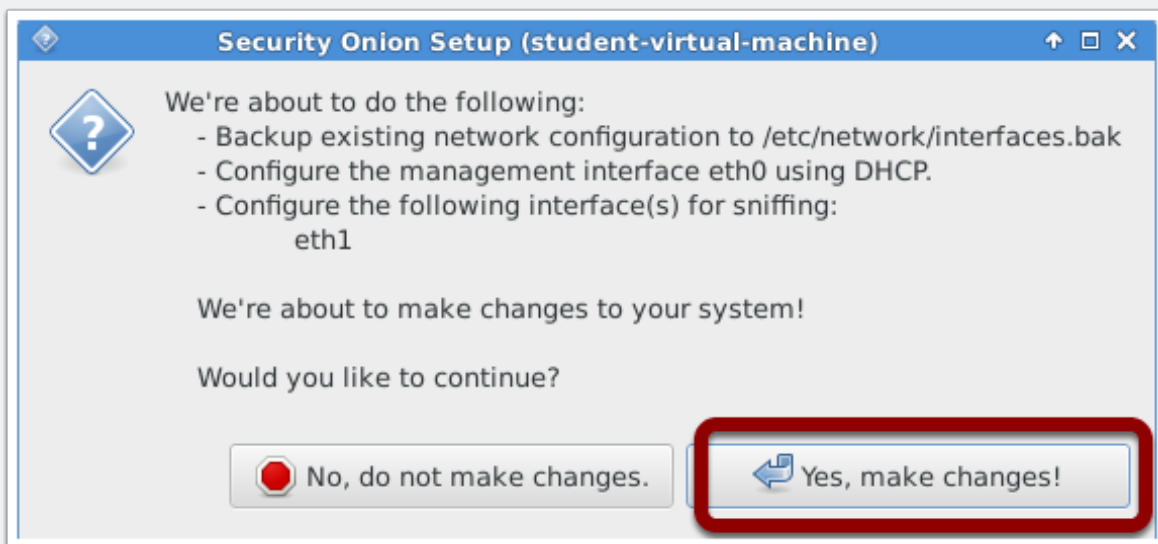 Security Onion Setup (student-virtual-machine)
We're about to do the following:
- Backup existing network configuration to /etc/network/interfaces.bak
- Configure the management interface eth0 using DHCP.
- Configure the following interface(s) for sniffing:
eth1
We're about to make changes to your system!
Would you like to continue?
No, do not make changes.
Yes, make changes!